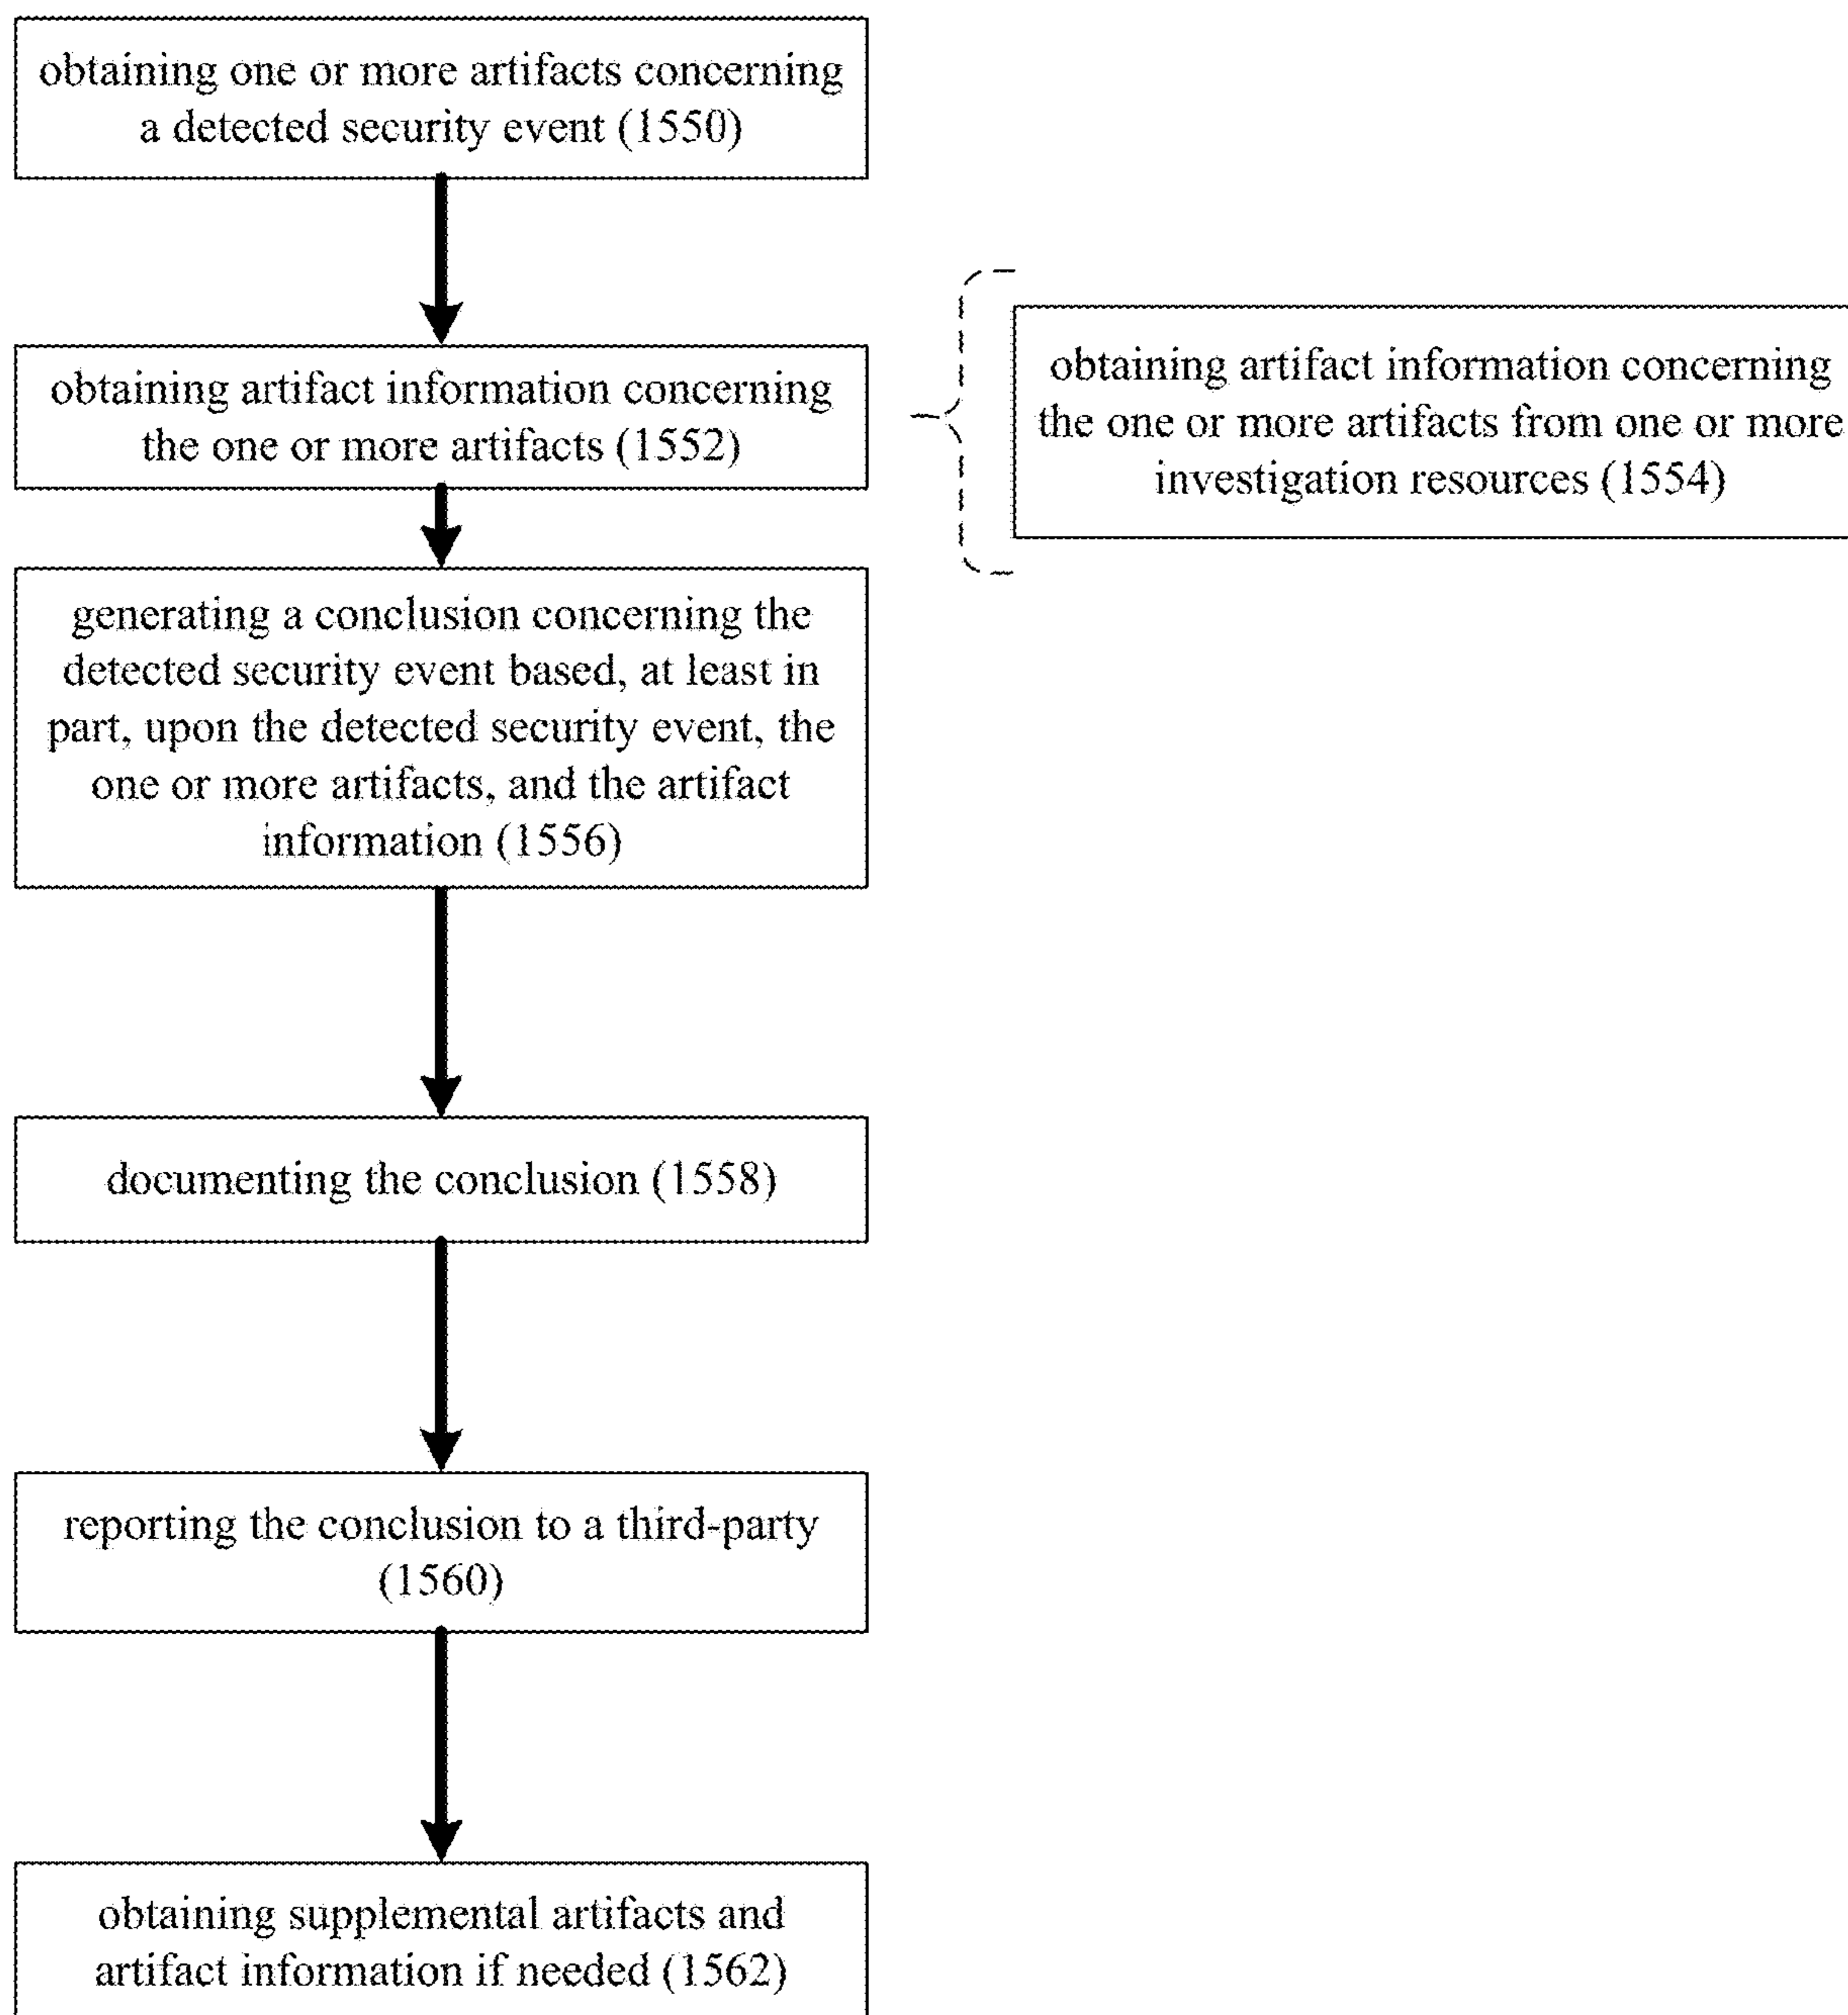 obtaining one or more artifacts concerning
a detected security event (1550)
obtaining artifact information concerning
the one or more artifacts (1552)
obtaining artifact information concerning
the one or more artifacts from one or more
investigation resources (1554)
generating a conclusion concerning the
detected security event based, at least in
part, upon the detected security event, the
one or more artifacts, and the artifact
information (1556)
documenting the conclusion (1558)
reporting the conclusion to a third-party
(1560)
obtaining supplemental artifacts and
artifact information if needed (1562)